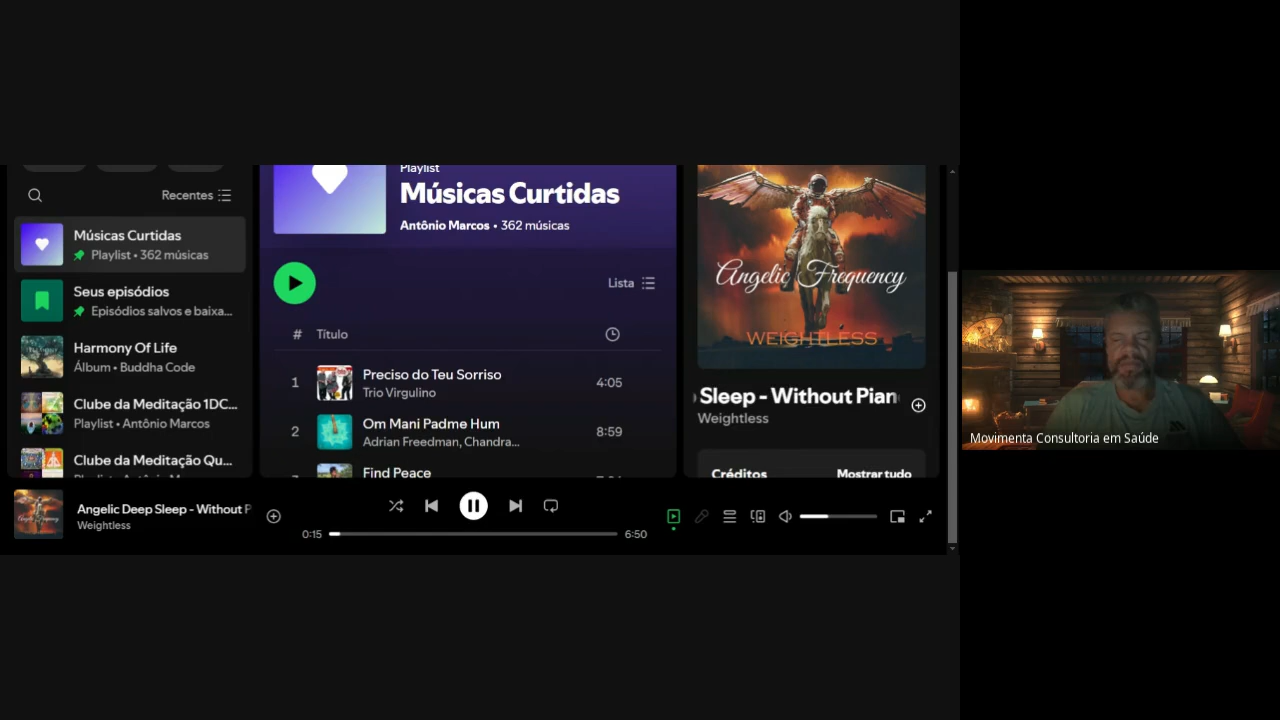 Recentes
Músicas Curtidas
Playlist • 362 músicas
Seus episódios
Episódios salvos e baixa...
Harmony Of Life
Álbum • Buddha Code
Clube da Meditação 1DC...
Playlist • Antônio Marcos
Clube da Meditação Qu...
Playlist
Músicas Curtidas
Antônio Marcos • 362 músicas
Lista
# Título
1 Preciso do Teu Sorriso 4:05
Trio Virgulino
2 Om Mani Padme Hum 8:59
Adrian Freedman, Chandra...
Find Peace
Angelic Frequency
WEIGHTLESS
Sleep - Without Pian
Weightless
Créditos Mostrar tudo
Angelic Deep Sleep - Without P
Weightless
0:15 6:50
Movimenta Consultoria em Saúde